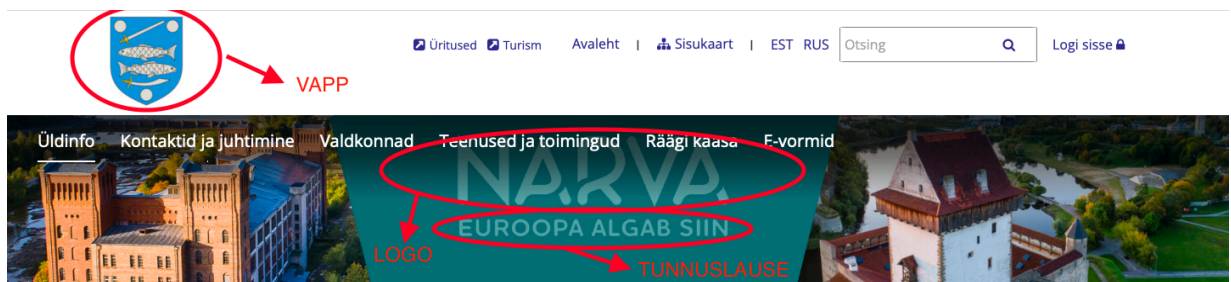 Üritused Turism Avaleht | Sisukaart | EST RUS Otsing Logi sisse
VAPP
Üldinfo Kontaktid ja juhtimine Valdkonnad Teenused ja toimingud Räägi kaasa E-vormid
NARVA
EUROOPA ALGAB SIIN
LOGO
TUNNUSLAUSE